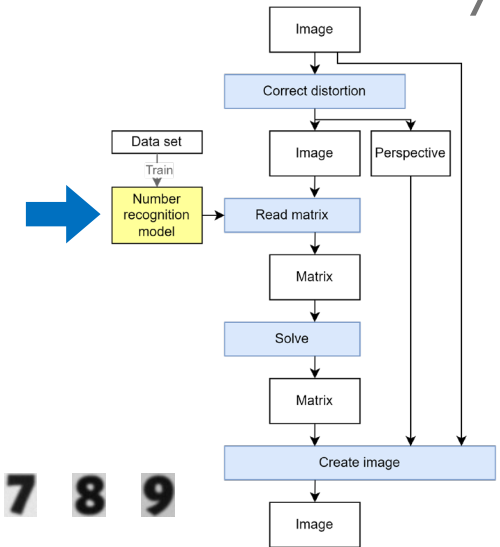 Image
Correct distortion
Data set
Image
Perspective
Train
Number
recognition
model
Read matrix
Matrix
Solve
Matrix
Create image
7 8 9
Image